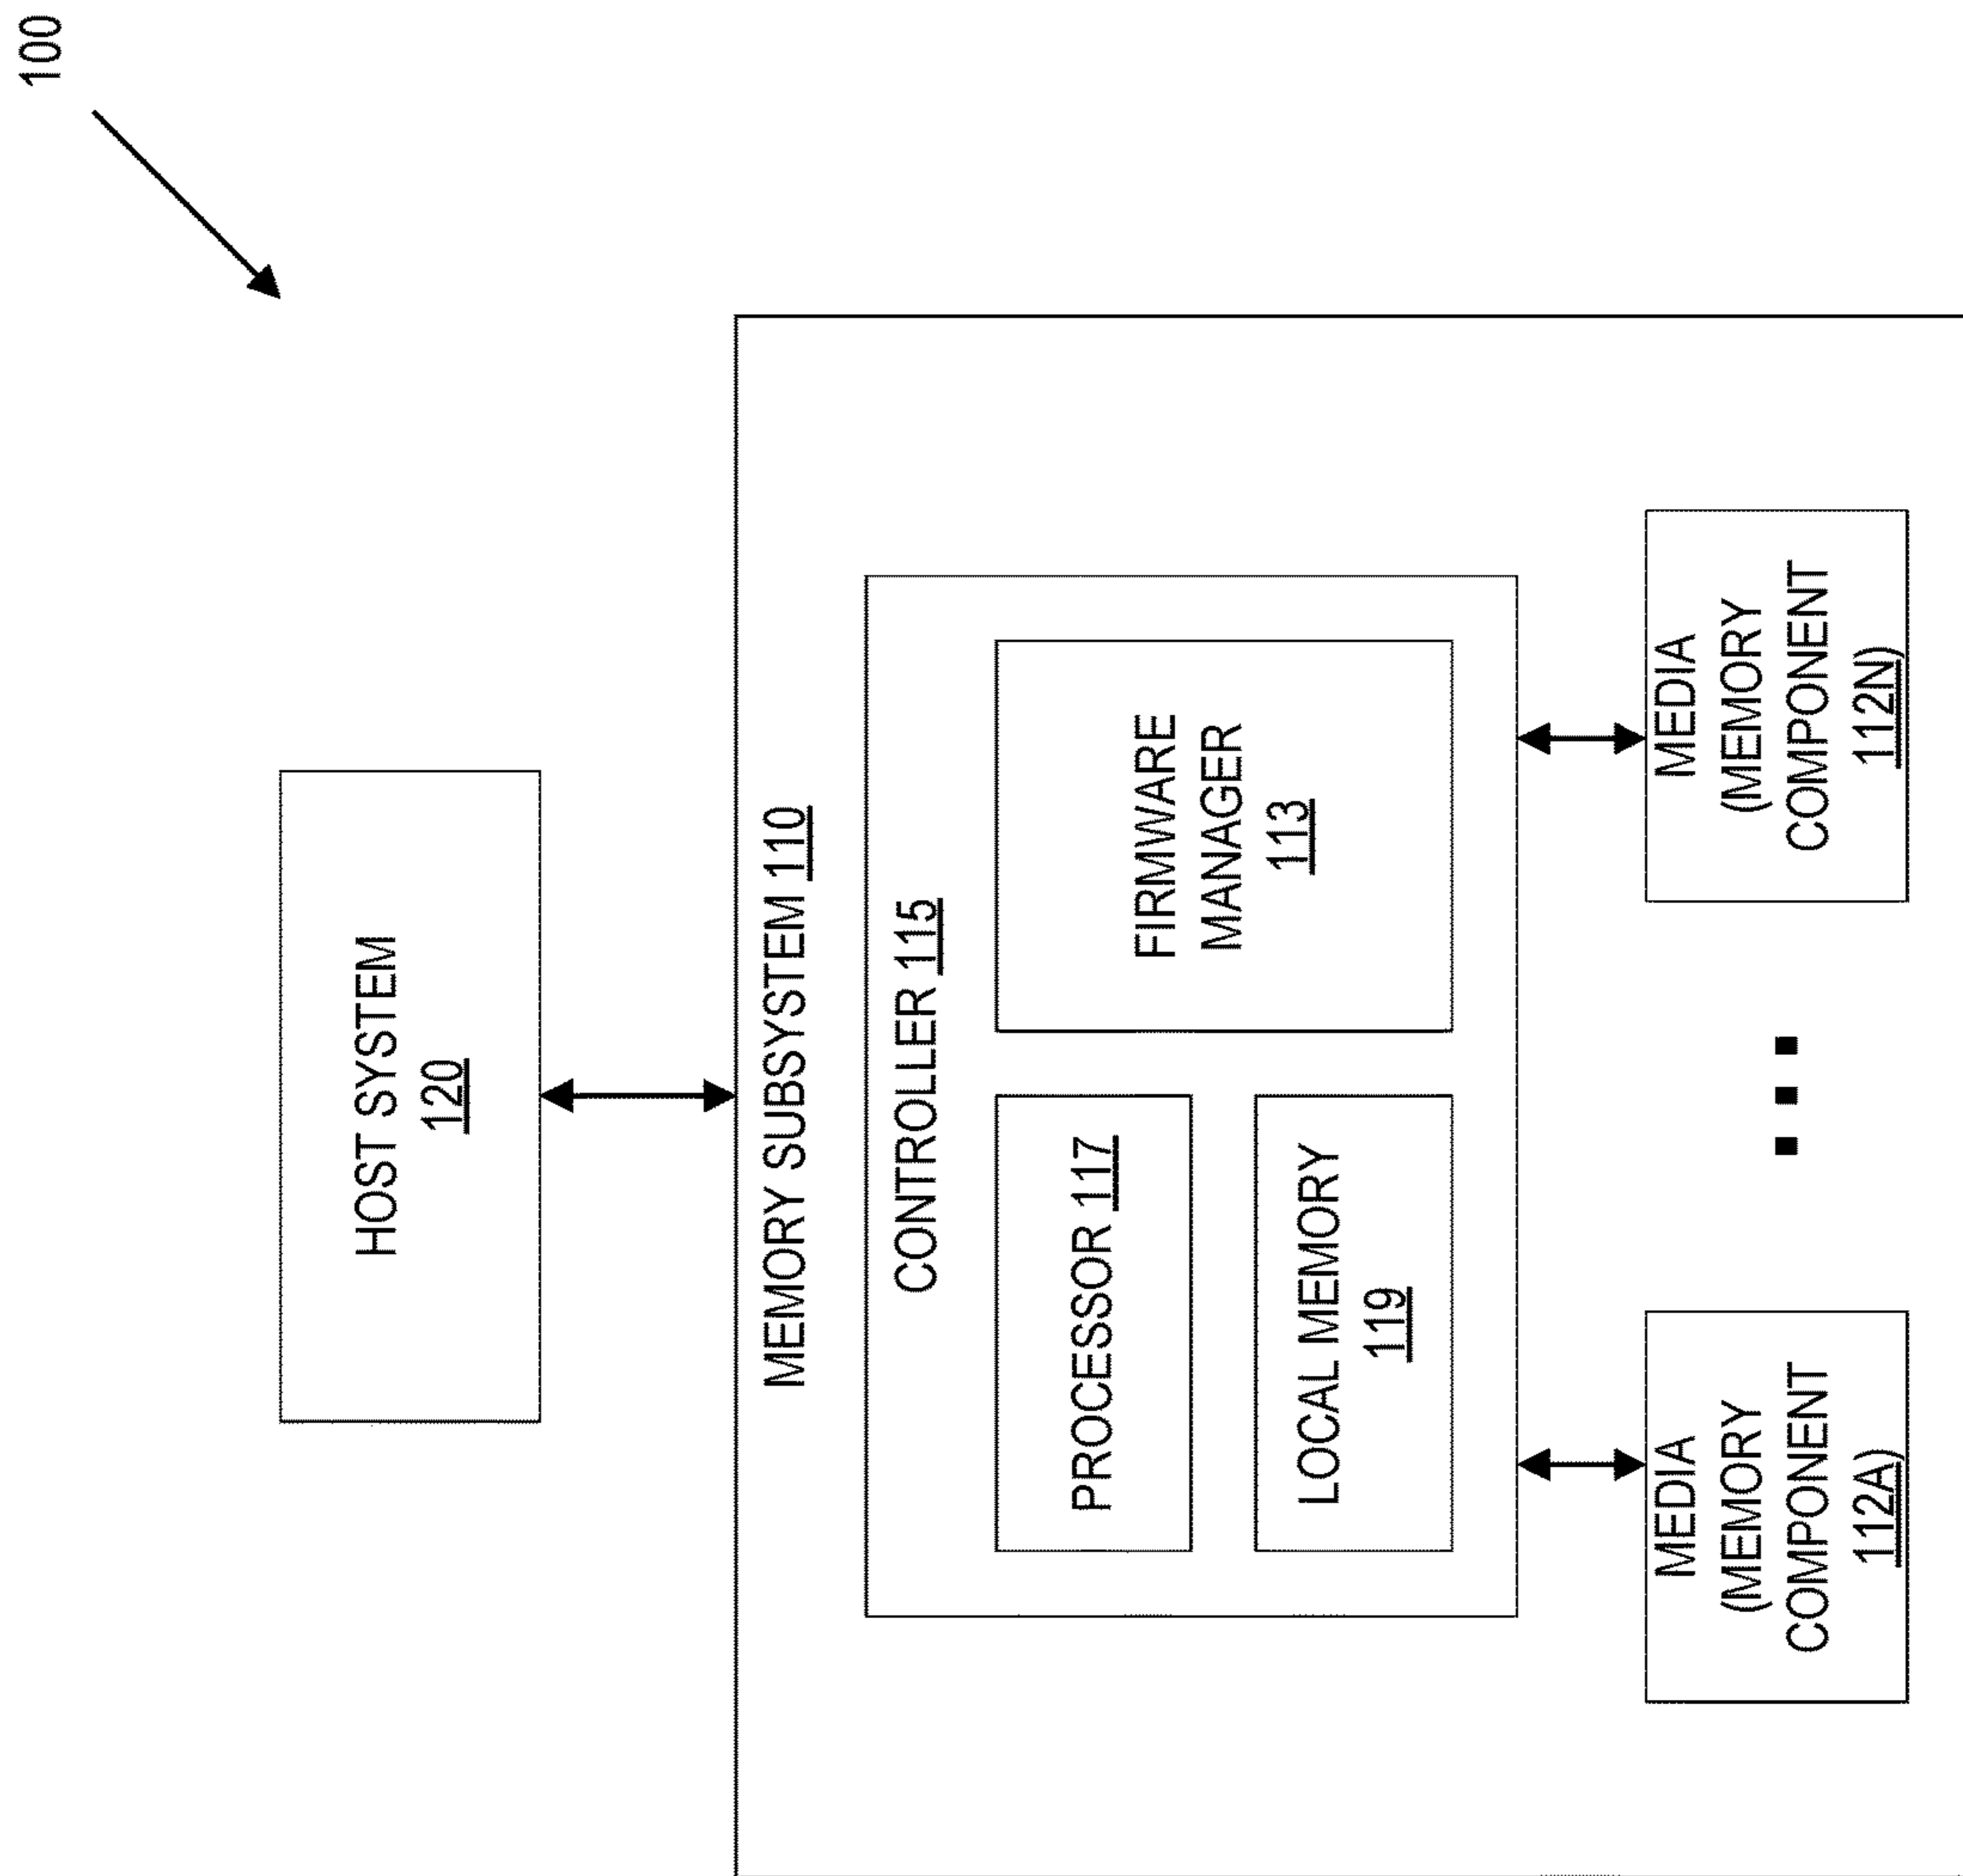 100
HOST SYSTEM
120
MEMORY SUBSYSTEM 110
CONTROLLER 115
PROCESSOR 117
LOCAL MEMORY
119
FIRMWARE
MANAGER
113
MEDIA
(MEMORY
COMPONENT
112A)
MEDIA
(MEMORY
COMPONENT
112N)